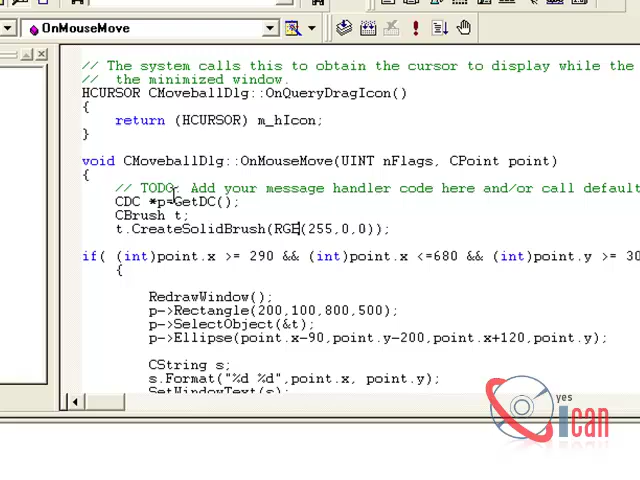 OnMouseMove
// The system calls this to obtain the cursor to display while the
// the minimized window.
HCURSOR CMoveballDlg::OnQueryDragIcon()
{
return (HCURSOR) m_hIcon;
}
void CMoveballDlg::OnMouseMove(UINT nFlags, CPoint point)
{
// TODO: Add your message handler code here and/or call default
CDC *p=GetDC();
CBrush t;
t.CreateSolidBrush(RGB(255,0,0));
if( (int)point.x >= 290 && (int)point.x <=680 && (int)point.y >= 30
{
RedrawWindow();
p->Rectangle(200,100,800,500);
p->SelectObject(&t);
p->Ellipse(point.x-90,point.y-200,point.x+120,point.y);
CString s;
s.Format("%d %d",point.x, point.y);
SetWindowText(s);
yes
Ican